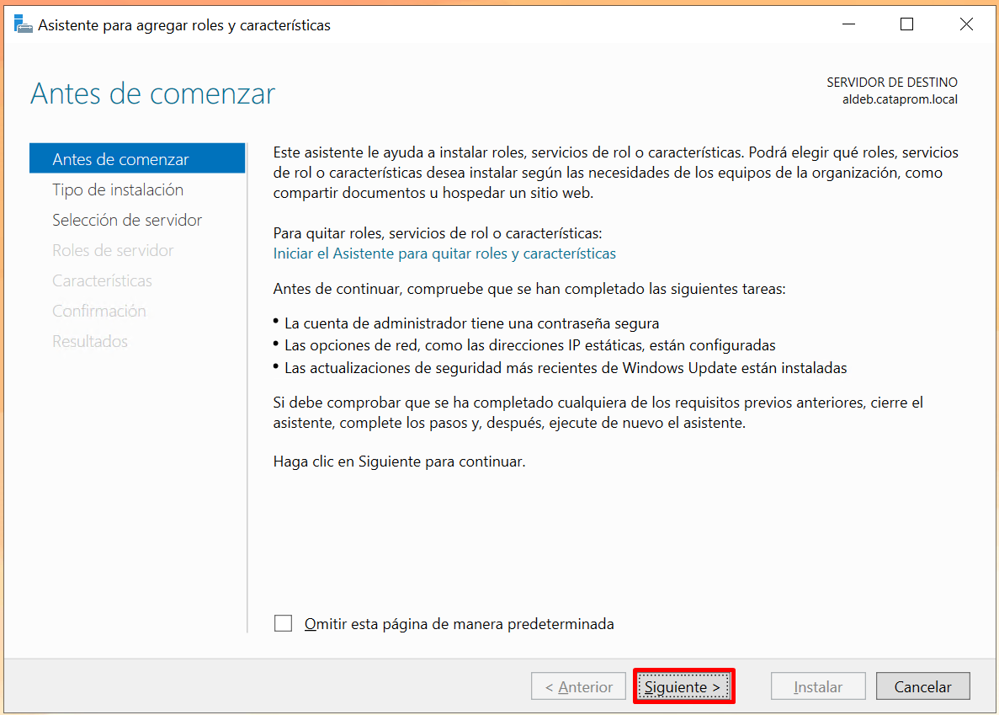 Asistente para agregar roles y características
Antes de comenzar
SERVIDOR DE DESTINO
aldeb.cataprom.local
Antes de comenzar
Tipo de instalación
Selección de servidor
Roles de servidor
Características
Confirmación
Resultados
Este asistente le ayuda a instalar roles, servicios de rol o características. Podrá elegir qué roles, servicios
de rol o características desea instalar según las necesidades de los equipos de la organización, como
compartir documentos u hospedar un sitio web.
Para quitar roles, servicios de rol o características:
Iniciar el Asistente para quitar roles y características
Antes de continuar, compruebe que se han completado las siguientes tareas:
• La cuenta de administrador tiene una contraseña segura
• Las opciones de red, como las direcciones IP estáticas, están configuradas
• Las actualizaciones de seguridad más recientes de Windows Update están instaladas
Si debe comprobar que se ha completado cualquiera de los requisitos previos anteriores, cierre el
asistente, complete los pasos y, después, ejecute de nuevo el asistente.
Haga clic en Siguiente para continuar.
Omitir esta página de manera predeterminada
< Anterior
Siguiente >
Instalar
Cancelar